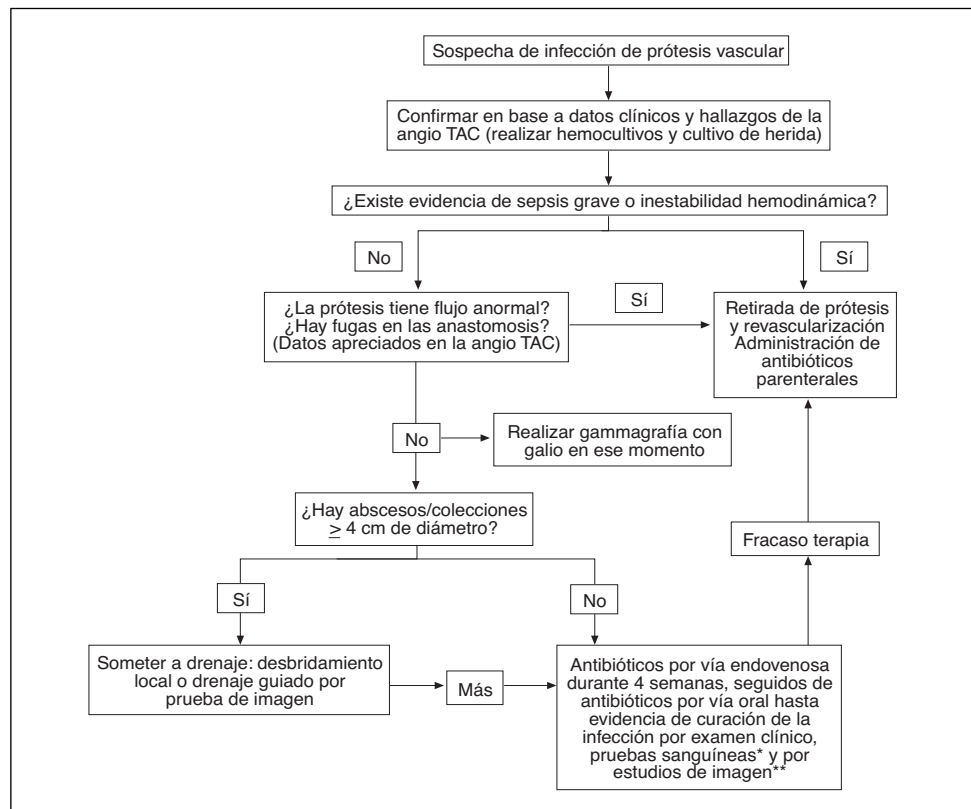 Sospecha de infección de prótesis vascular
Confirmar en base a datos clínicos y hallazgos de la
angio TAC (realizar hemocultivos y cultivo de herida)
¿Existe evidencia de sepsis grave o inestabilidad hemodinámica?
No
Sí
¿La prótesis tiene flujo anormal?
¿Hay fugas en las anastomosis?
(Datos apreciados en la angio TAC)
Sí
Retirada de prótesis
y revascularización
Administración de
antibióticos
parenterales
No
Realizar gammagrafía con
galio en ese momento
¿Hay abscesos/colecciones
≥ 4 cm de diámetro?
Fracaso terapia
Sí
No
Someter a drenaje: desbridamiento
local o drenaje guiado por
prueba de imagen
Más
Antibióticos por vía endovenosa
durante 4 semanas, seguidos de
antibióticos por vía oral hasta
evidencia de curación de la
infección por examen clínico,
pruebas sanguíneas* y por
estudios de imagen**